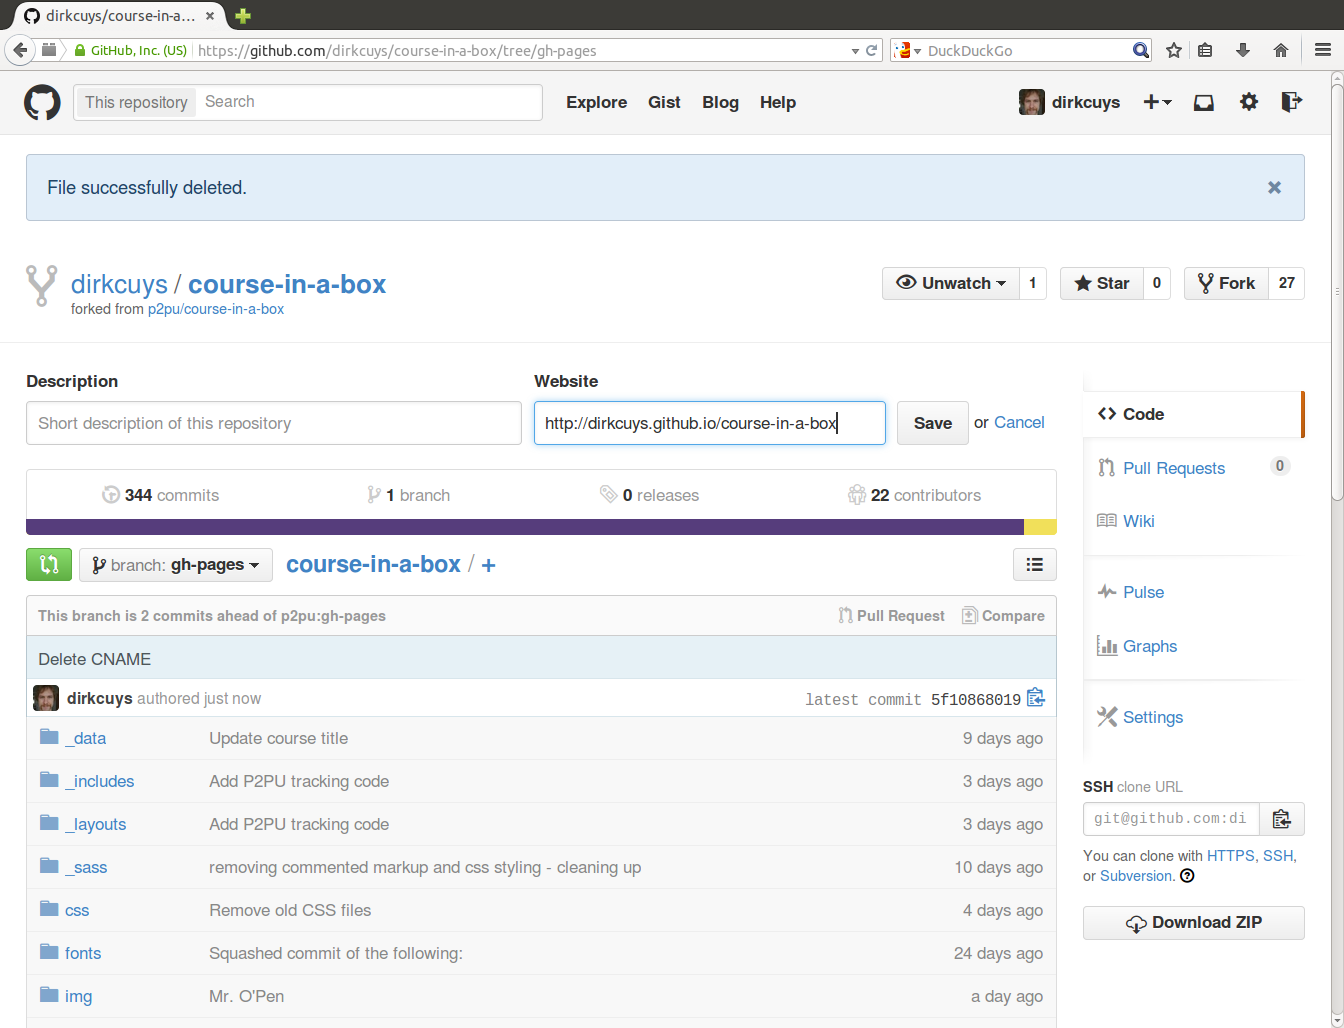 dirkcuys/course-in-a...
GitHub, Inc. (US) https://github.com/dirkcuys/course-in-a-box/tree/gh-pages DuckDuckGo
This repository Search Explore Gist Blog Help dirkcuys
File successfully deleted.
dirkcuys / course-in-a-box Unwatch 1 Star 0 Fork 27
forked from p2pu/course-in-a-box
Description Website
Short description of this repository http://dirkcuys.github.io/course-in-a-box Save or Cancel
Code
Pull Requests 0
Wiki
Pulse
Graphs
Settings
344 commits 1 branch 0 releases 22 contributors
branch: gh-pages course-in-a-box / +
This branch is 2 commits ahead of p2pu:gh-pages Pull Request Compare
Delete CNAME
dirkcuys authored just now latest commit 5f10868019
_data Update course title 9 days ago
_includes Add P2PU tracking code 3 days ago
_layouts Add P2PU tracking code 3 days ago
_sass removing commented markup and css styling - cleaning up 10 days ago
css Remove old CSS files 4 days ago
fonts Squashed commit of the following: 24 days ago
img Mr. O'Pen a day ago
SSH clone URL
git@github.com:di
You can clone with HTTPS, SSH,
or Subversion.
Download ZIP